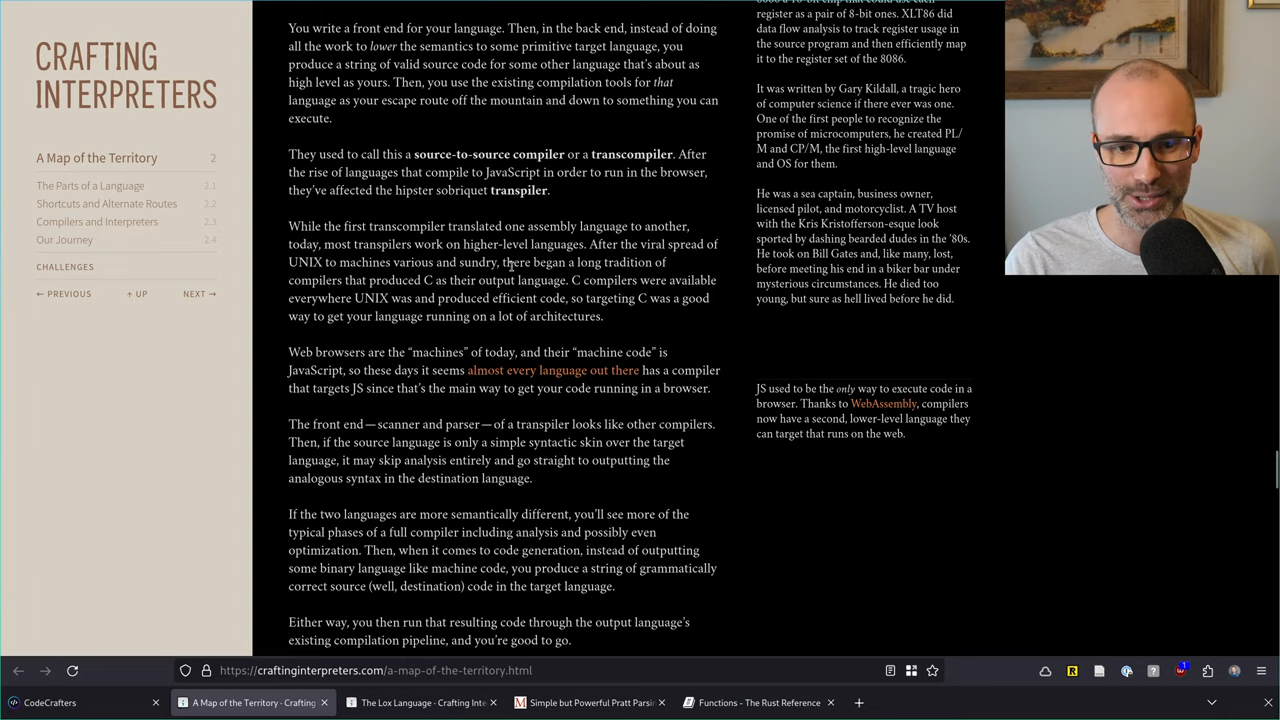 CRAFTING
INTERPRETERS
A Map of the Territory 2
The Parts of a Language 2.1
Shortcuts and Alternate Routes 2.2
Compilers and Interpreters 2.3
Our Journey 2.4
CHALLENGES
← PREVIOUS ↑ UP NEXT →
You write a front end for your language. Then, in the back end, instead of doing
all the work to lower the semantics to some primitive target language, you
produce a string of valid source code for some other language that’s about as
high level as yours. Then, you use the existing compilation tools for that
language as your escape route off the mountain and down to something you can
execute.
They used to call this a source-to-source compiler or a transcompiler. After
the rise of languages that compile to JavaScript in order to run in the browser,
they’ve affected the hipster sobriquet transpiler.
While the first transcompiler translated one assembly language to another,
today, most transpilers work on higher-level languages. After the viral spread of
UNIX to machines various and sundry, there began a long tradition of
compilers that produced C as their output language. C compilers were available
everywhere UNIX was and produced efficient code, so targeting C was a good
way to get your language running on a lot of architectures.
Web browsers are the “machines” of today, and their “machine code” is
JavaScript, so these days it seems almost every language out there has a compiler
that targets JS since that’s the main way to get your code running in a browser.
The front end—scanner and parser—of a transpiler looks like other compilers.
Then, if the source language is only a simple syntactic skin over the target
language, it may skip analysis entirely and go straight to outputting the
analogous syntax in the destination language.
If the two languages are more semantically different, you’ll see more of the
typical phases of a full compiler including analysis and possibly even
optimization. Then, when it comes to code generation, instead of outputting
some binary language like machine code, you produce a string of grammatically
correct source (well, destination) code in the target language.
Either way, you then run that resulting code through the output language’s
existing compilation pipeline, and you’re good to go.
register as a pair of 8-bit ones. XLT86 did
data flow analysis to track register usage in
the source program and then efficiently map
it to the register set of the 8086.
It was written by Gary Kildall, a tragic hero
of computer science if there ever was one.
One of the first people to recognize the
promise of microcomputers, he created PL/
M and CP/M, the first high-level language
and OS for them.
He was a sea captain, business owner,
licensed pilot, and motorcyclist. A TV host
with the Kris Kristofferson-esque look
sported by dashing bearded dudes in the ’80s.
He took on Bill Gates and, like many, lost,
before meeting his end in a biker bar under
mysterious circumstances. He died too
young, but sure as hell lived before he did.
JS used to be the only way to execute code in a
browser. Thanks to WebAssembly, compilers
now have a second, lower-level language they
can target that runs on the web.
https://craftinginterpreters.com/a-map-of-the-territory.html
1
CodeCrafters
A Map of the Territory · Crafting
The Lox Language · Crafting Inte
Simple but Powerful Pratt Parsin
Functions - The Rust Reference